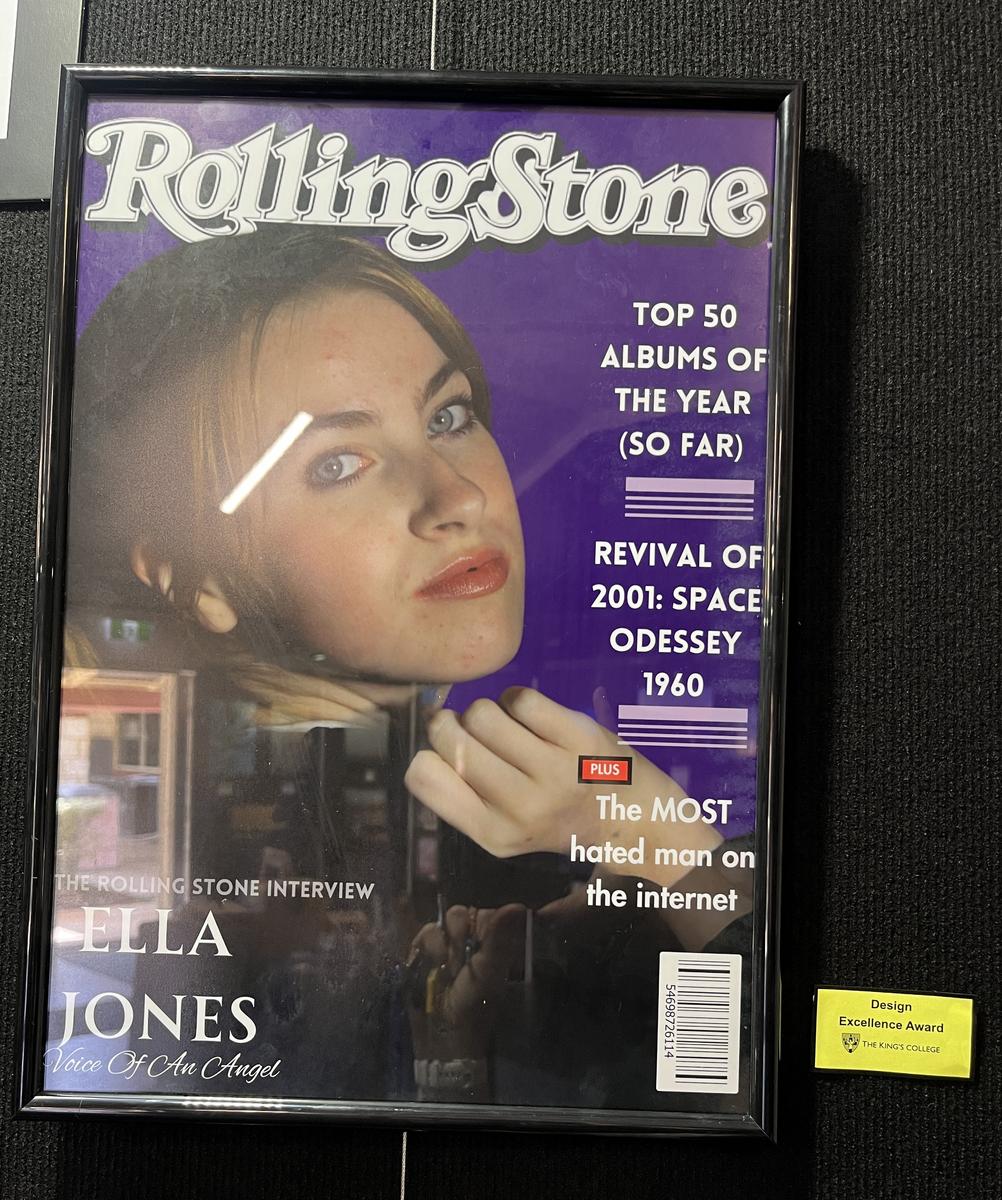 RollingStone
TOP 50
ALBUMS OF
THE YEAR
(SO FAR)
REVIVAL OF
2001: SPACE
ODESSEY
1960
PLUS
The MOST
hated man on
the internet
THE ROLLING STONE INTERVIEW
ELLA
JONES
Voice Of An Angel
54698726114
Design
Excellence Award
THE KING'S COLLEGE